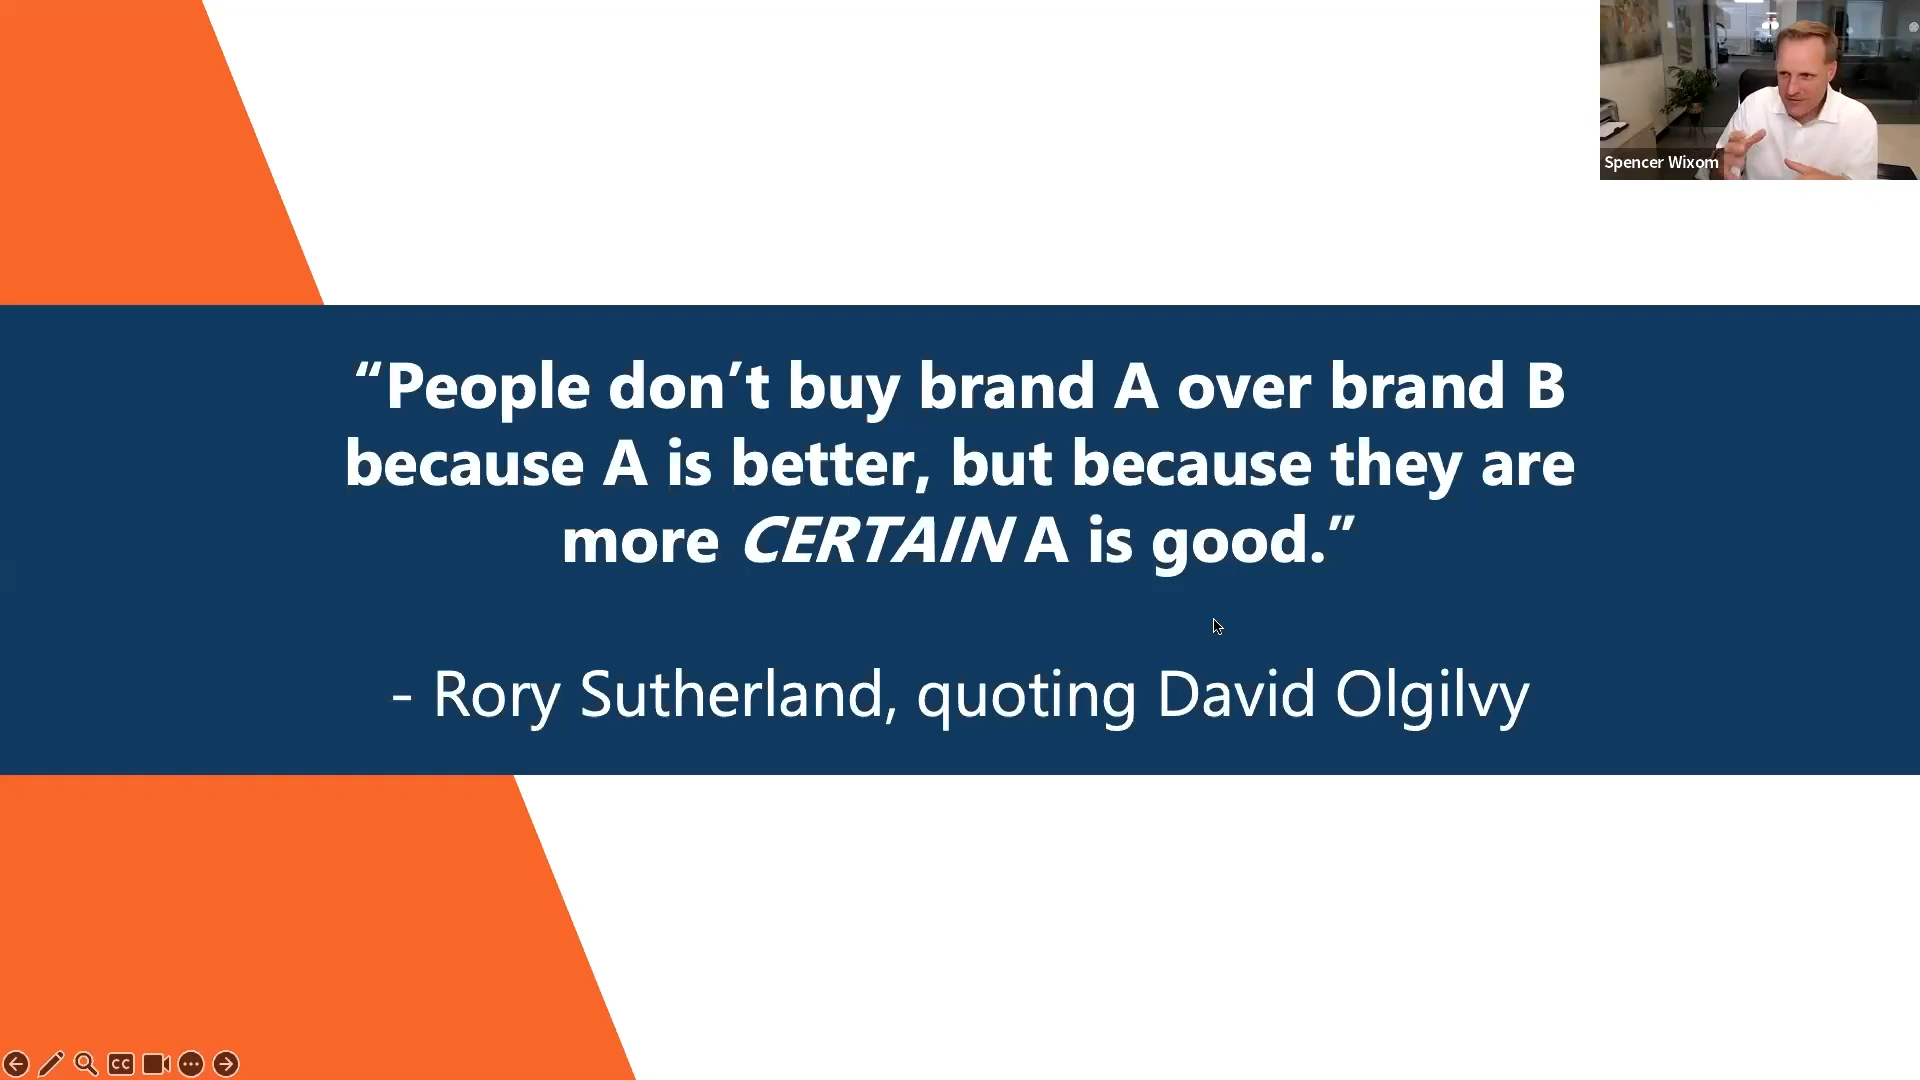 Spencer Wixom
“People don’t buy brand A over brand B
because A is better, but because they are
more CERTAIN A is good.”
- Rory Sutherland, quoting David Olgilvy
CC